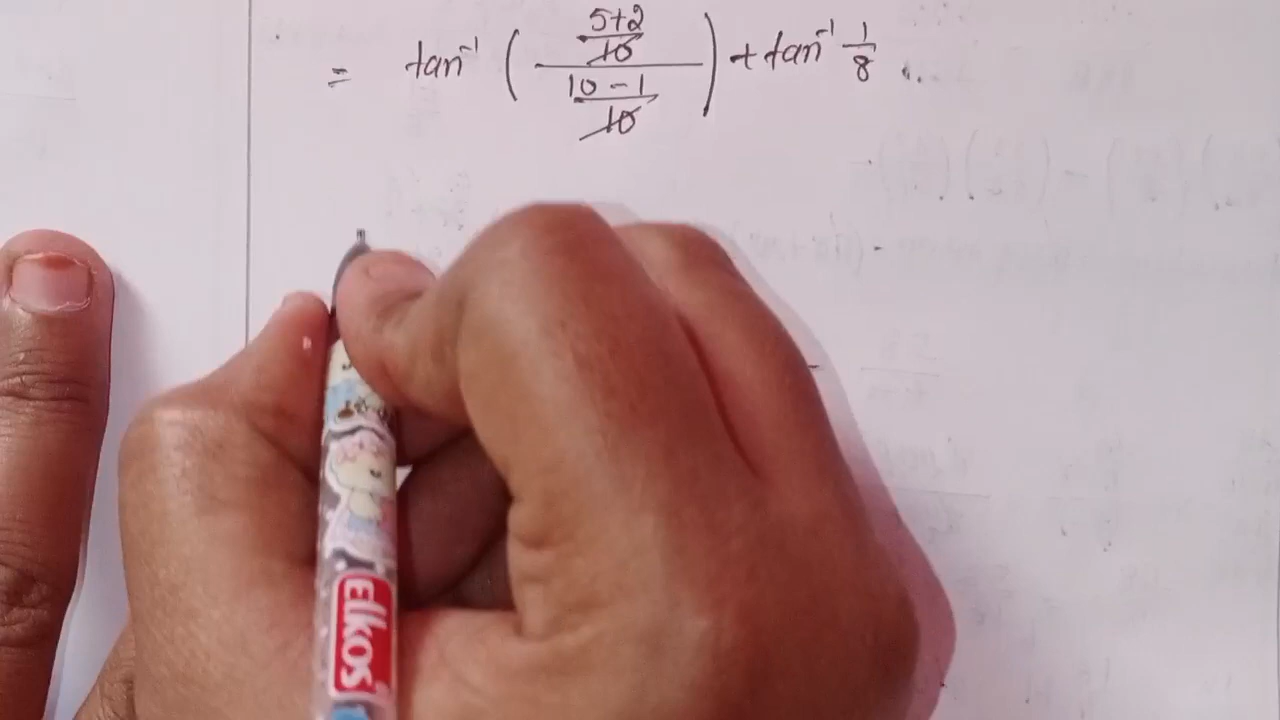 = tan⁻¹ ( (5+2)/10 / (10-1)/10 ) + tan⁻¹ 1/8
elkos